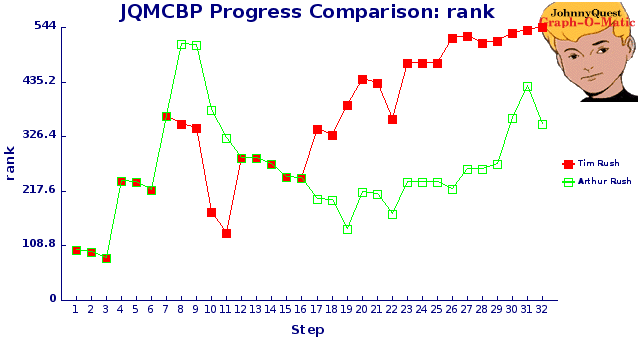 JQMCBP Progress Comparison: rank
JohnnyQuest
Graph-O-Matic
544
435.2
326.4
217.6
108.8
0
rank
Tim Rush
Arthur Rush
1 2 3 4 5 6 7 8 9 10 11 12 13 14 15 16 17 18 19 20 21 22 23 24 25 26 27 28 29 30 31 32
Step